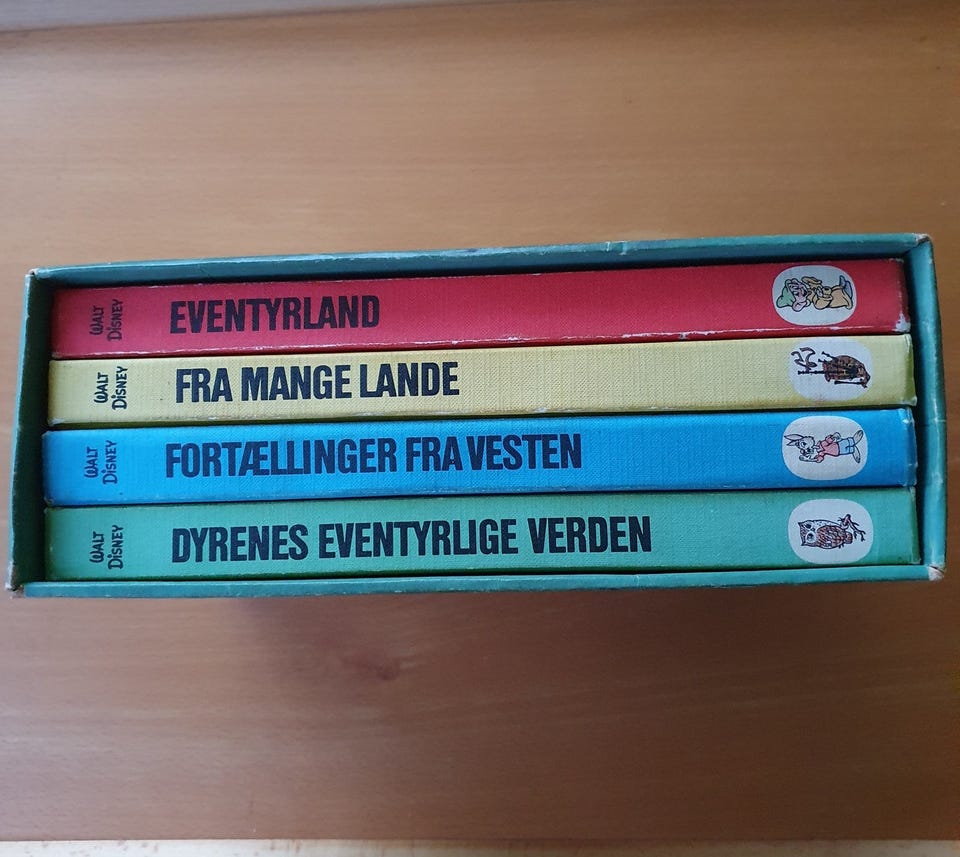 WALT DISNEY EVENTYRLAND
WALT DISNEY FRA MANGE LANDE
WALT DISNEY FORTÆLLINGER FRA VESTEN
WALT DISNEY DYRENES EVENTYRLIGE VERDEN